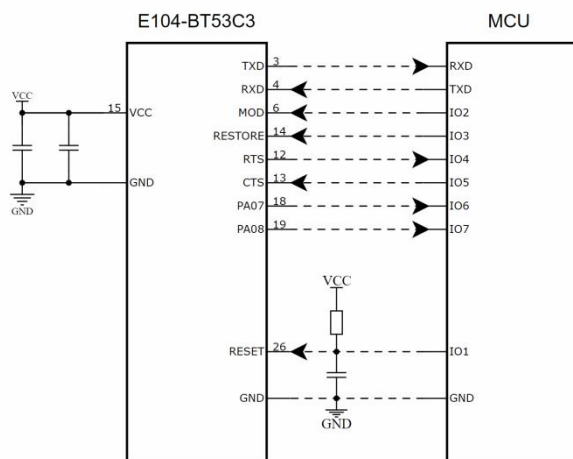 E104-BT53C3 MCU
TXD 3 RXD
RXD 4 TXD
VCC 15 VCC MOD 6 IO2
RESTORE 14 IO3
RTS 12 IO4
GND CTS 13 IO5
GND PA07 18 IO6
PA08 19 IO7
VCC
RESET 26 IO1
GND GND
GND